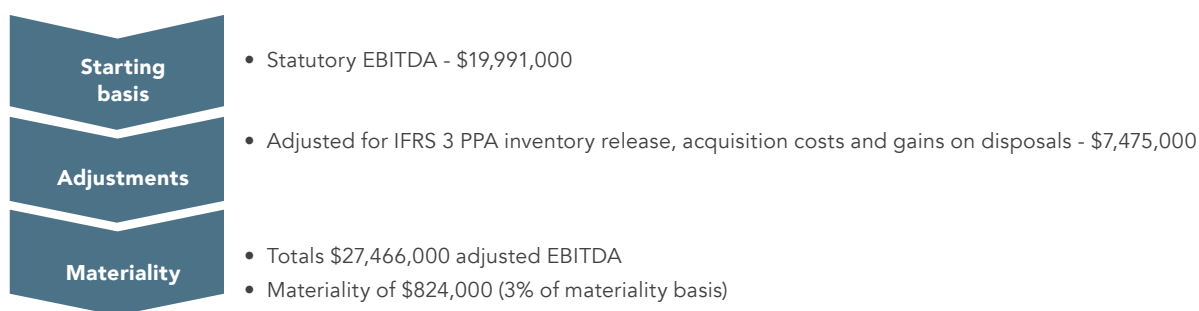 Starting
basis
• Statutory EBITDA - $19,991,000
Adjustments
• Adjusted for IFRS 3 PPA inventory release, acquisition costs and gains on disposals - $7,475,000
Materiality
• Totals $27,466,000 adjusted EBITDA
• Materiality of $824,000 (3% of materiality basis)